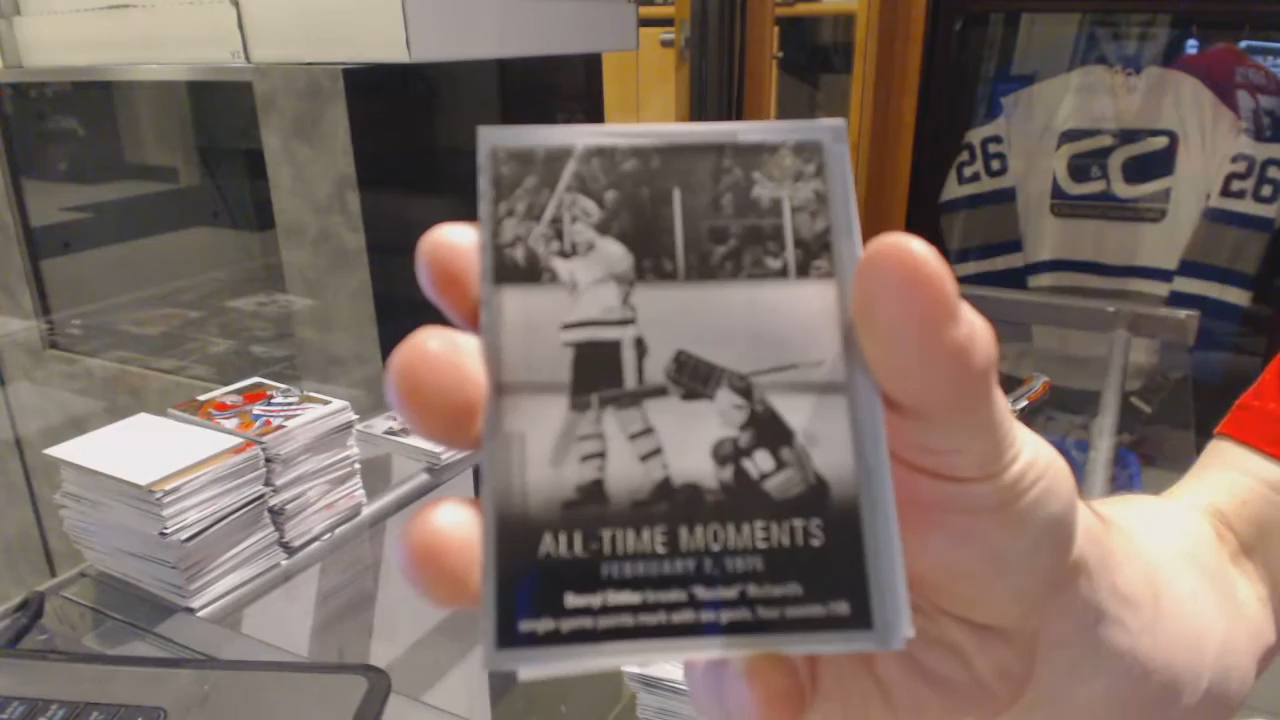 26
C&C
26
ALL-TIME MOMENTS
FEBRUARY 7, 1976
Darryl Sittler breaks "Rocket" Richard's
single-game points mark with six goals, four assists